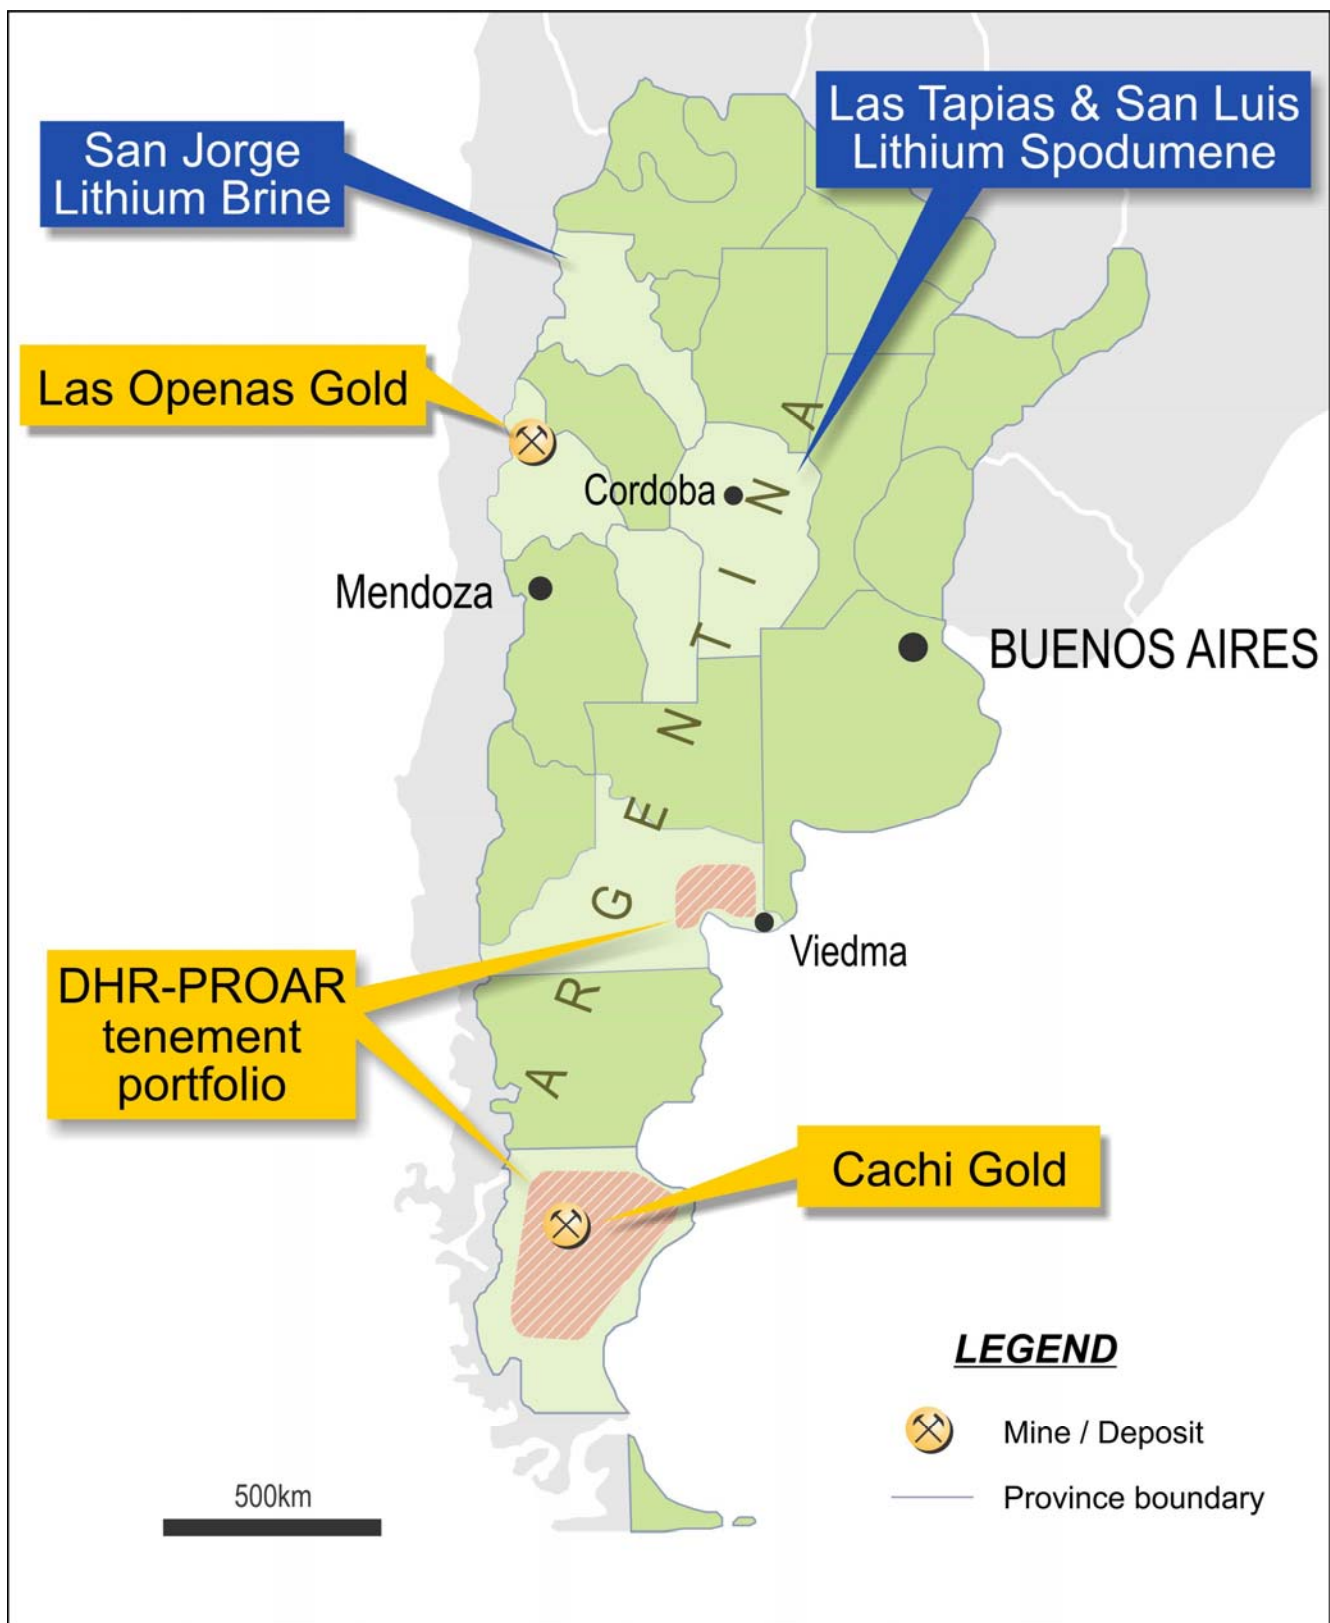 Las Tapias & San Luis
Lithium Spodumene
San Jorge
Lithium Brine
Las Openas Gold
Cordoba
Mendoza
BUENOS AIRES
ARGENTINA
Viedma
DHR-PROAR
tenement
portfolio
Cachi Gold
LEGEND
Mine / Deposit
Province boundary
500km